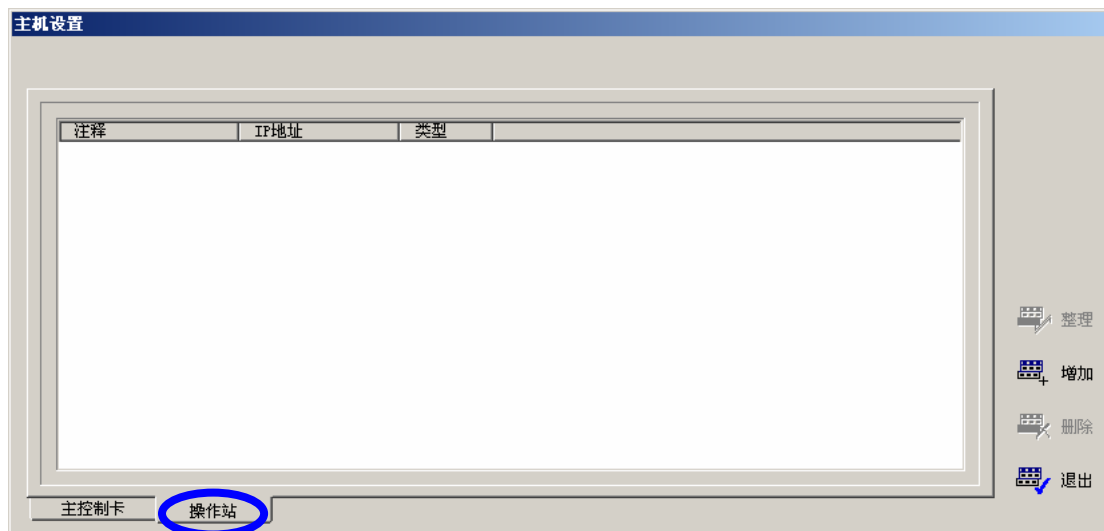 主机设置
注释 IP地址 类型
整理
增加
删除
退出
主控制卡 操作站